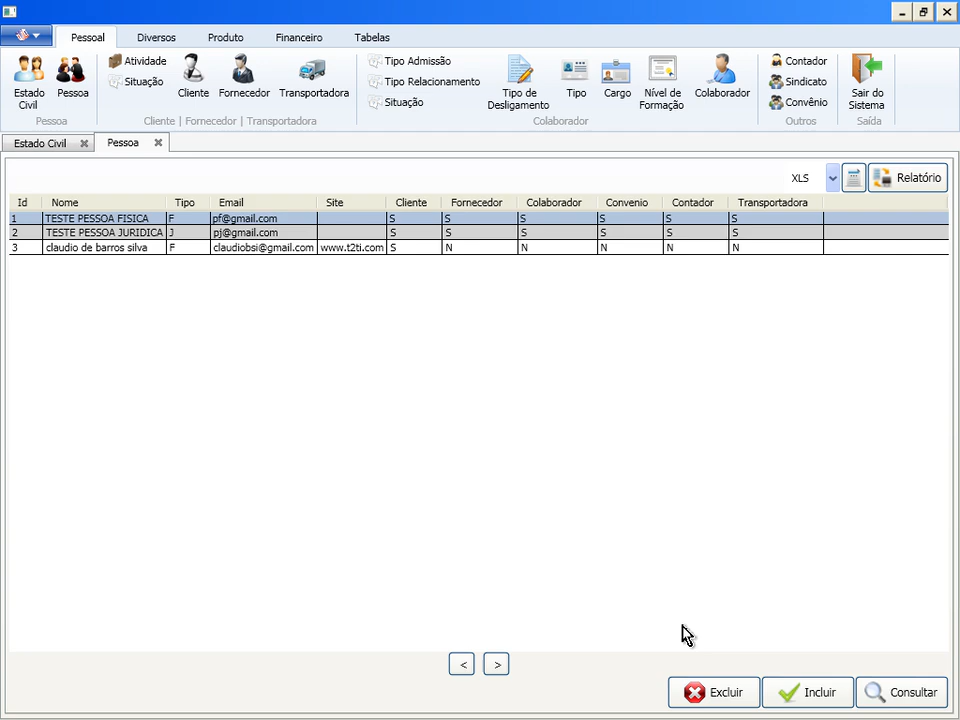 Pessoal Diversos Produto Financeiro Tabelas
Estado Civil
Pessoa
Pessoa
Atividade
Situação
Cliente
Fornecedor
Transportadora
Cliente | Fornecedor | Transportadora
Tipo Admissão
Tipo Relacionamento
Situação
Tipo de Desligamento
Tipo
Cargo
Nível de Formação
Colaborador
Colaborador
Contador
Sindicato
Convênio
Outros
Sair do Sistema
Saída
Estado Civil Pessoa
XLS Relatório
Id Nome Tipo Email Site Cliente Fornecedor Colaborador Convenio Contador Transportadora
1 TESTE PESSOA FISICA F pf@gmail.com S S S S S S
2 TESTE PESSOA JURIDICA J pj@gmail.com S S S S S S
3 claudio de barros silva F claudiobsi@gmail.com www.t2ti.com S N N N N N
< >
Excluir Incluir Consultar